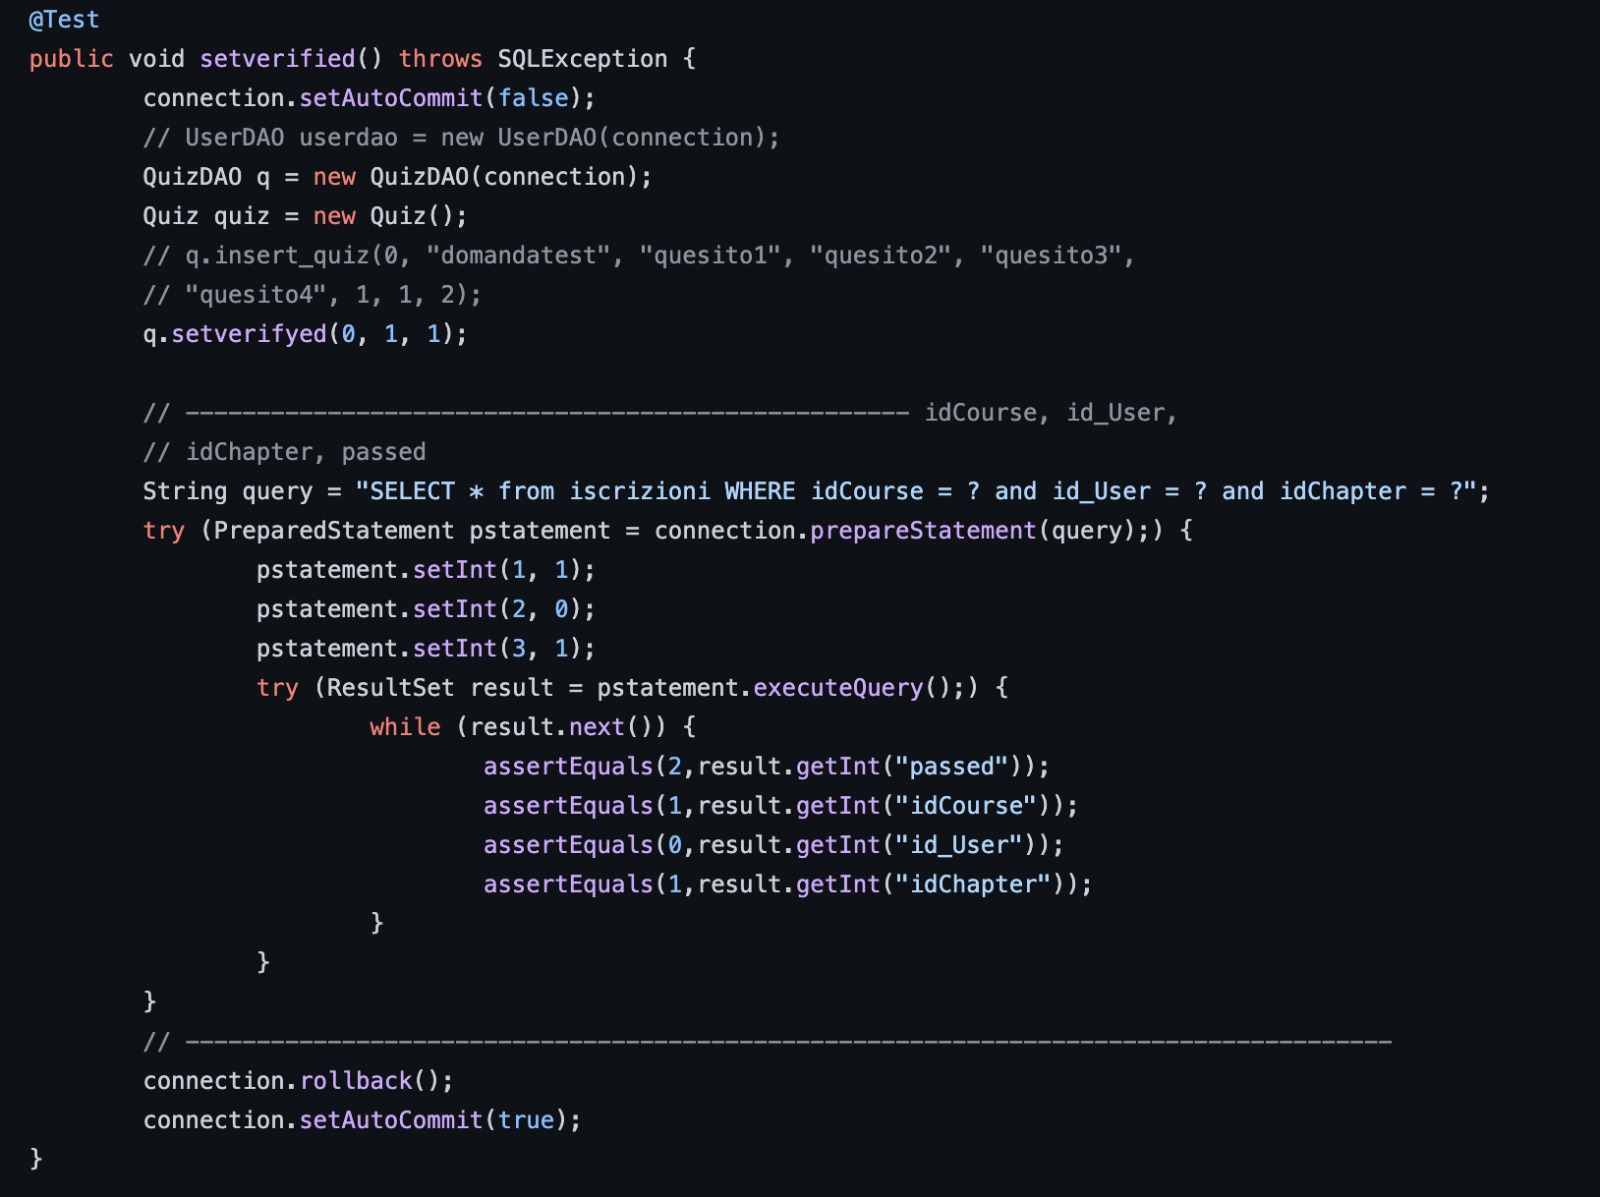 @Test
public void setverified() throws SQLException {
connection.setAutoCommit(false);
// UserDAO userdao = new UserDAO(connection);
QuizDAO q = new QuizDAO(connection);
Quiz quiz = new Quiz();
// q.insert_quiz(0, "domandatest", "quesito1", "quesito2", "quesito3",
// "quesito4", 1, 1, 2);
q.setverifyed(0, 1, 1);
// --------------------------------------------------- idCourse, id_User,
// idChapter, passed
String query = "SELECT * from iscrizioni WHERE idCourse = ? and id_User = ? and idChapter = ?";
try (PreparedStatement pstatement = connection.prepareStatement(query);) {
pstatement.setInt(1, 1);
pstatement.setInt(2, 0);
pstatement.setInt(3, 1);
try (ResultSet result = pstatement.executeQuery();) {
while (result.next()) {
assertEquals(2,result.getInt("passed"));
assertEquals(1,result.getInt("idCourse"));
assertEquals(0,result.getInt("id_User"));
assertEquals(1,result.getInt("idChapter"));
}
}
}
// -------------------------------------------------------------------------------------
connection.rollback();
connection.setAutoCommit(true);
}